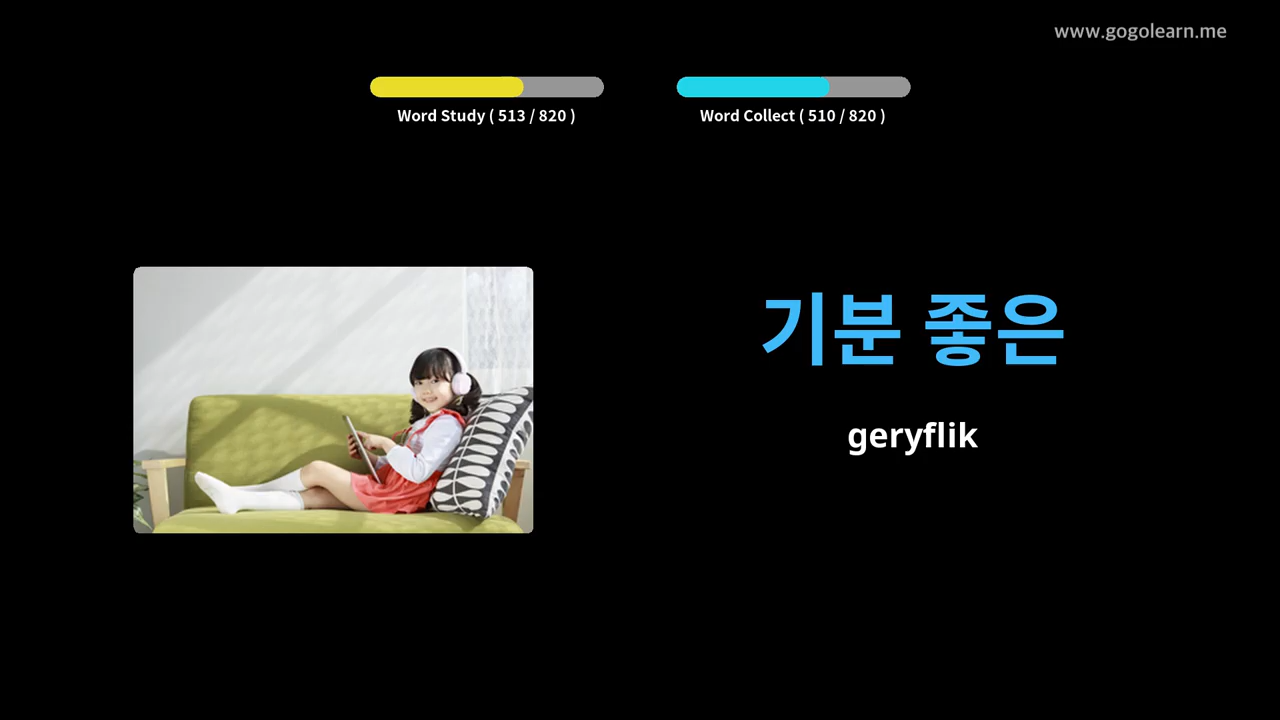 www.gogolearn.me
Word Study ( 513 / 820 )
Word Collect ( 510 / 820 )
기분 좋은
geryflik